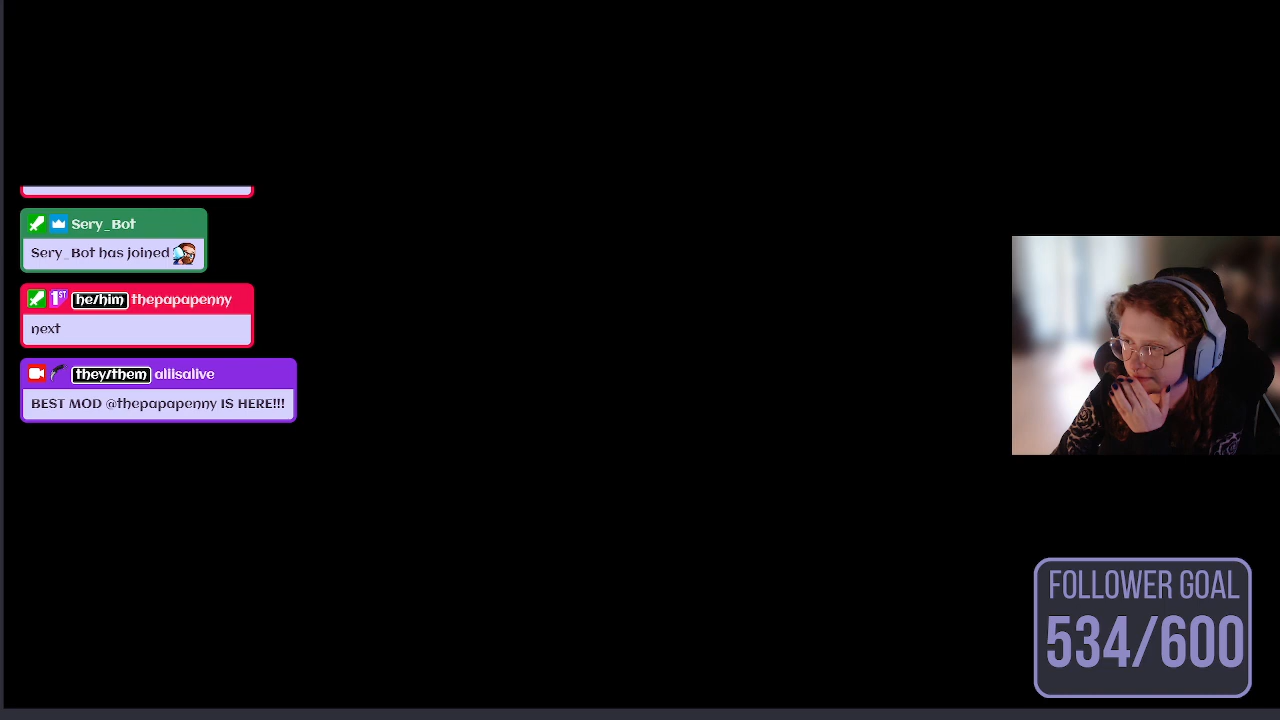 Sery_Bot
Sery_Bot has joined
1ST he/him thepapapenny
next
they/them alllsalive
BEST MOD @thepapapenny IS HERE!!!
FOLLOWER GOAL
534/600